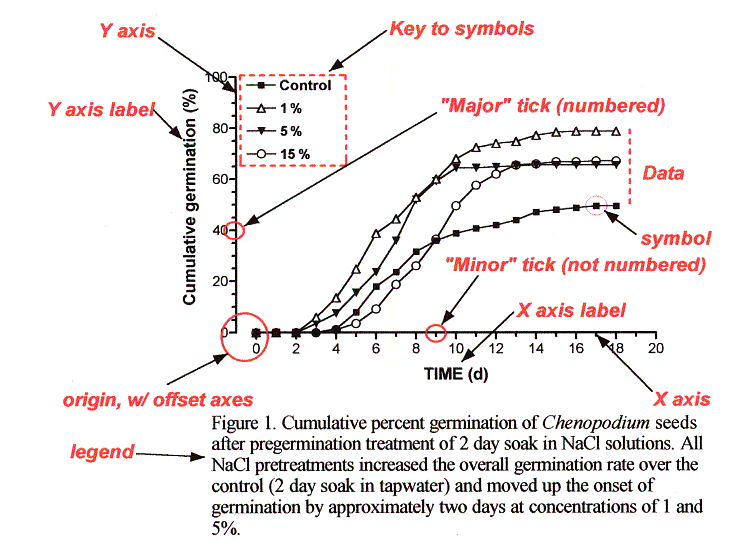 Y axis
Key to symbols
100
Control
"Major" tick (numbered)
Y axis label
1 %
80
5 %
15 %
60
Data
Cumulative germination (%)
40
symbol
"Minor" tick (not numbered)
20
X axis label
0
0 2 4 6 8 10 12 14 16 18 20
TIME (d)
origin, w/ offset axes
X axis
Figure 1. Cumulative percent germination of Chenopodium seeds
after pregermination treatment of 2 day soak in NaCl solutions. All
legend
NaCl pretreatments increased the overall germination rate over the
control (2 day soak in tapwater) and moved up the onset of
germination by approximately two days at concentrations of 1 and
5%.